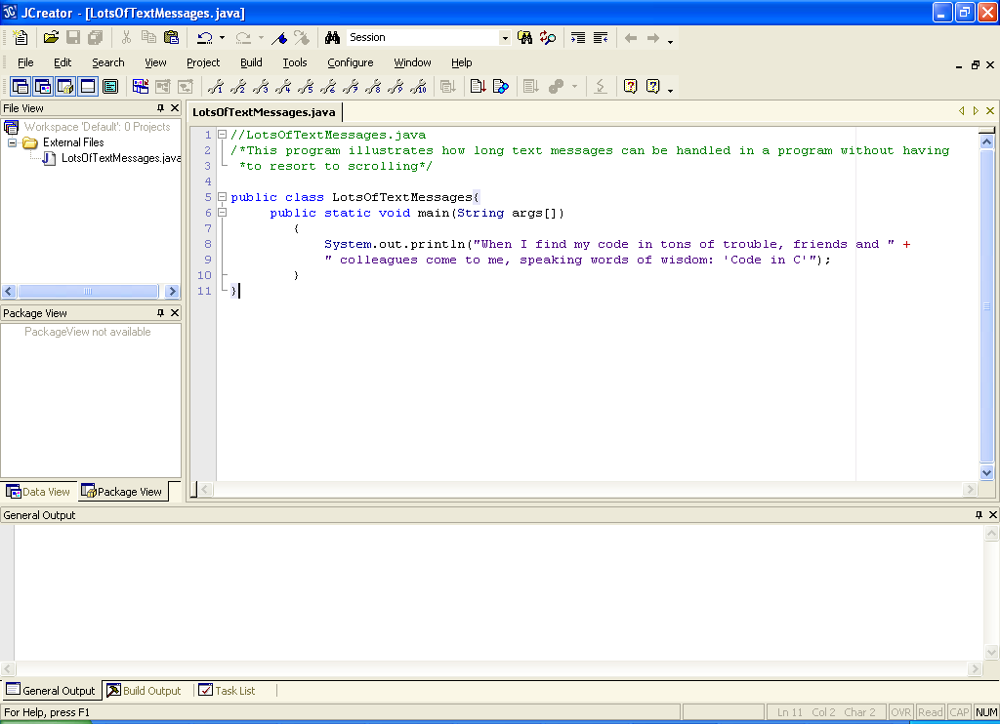 JCreator - [LotsOfTextMessages.java]
Session
File Edit Search View Project Build Tools Configure Window Help
File View
Workspace 'Default': 0 Projects
External Files
LotsOfTextMessages.java
Package View
PackageView not available
Data View Package View
LotsOfTextMessages.java
1 //LotsOfTextMessages.java
2 /*This program illustrates how long text messages can be handled in a program without having
3 *to resort to scrolling*/
4
5 public class LotsOfTextMessages{
6 public static void main(String args[])
7 {
8 System.out.println("When I find my code in tons of trouble, friends and " +
9 " colleagues come to me, speaking words of wisdom: 'Code in C'");
10 }
11 }
General Output
General Output Build Output Task List
For Help, press F1 Ln 11 Col 2 Char 2 OVR Read CAP NUM